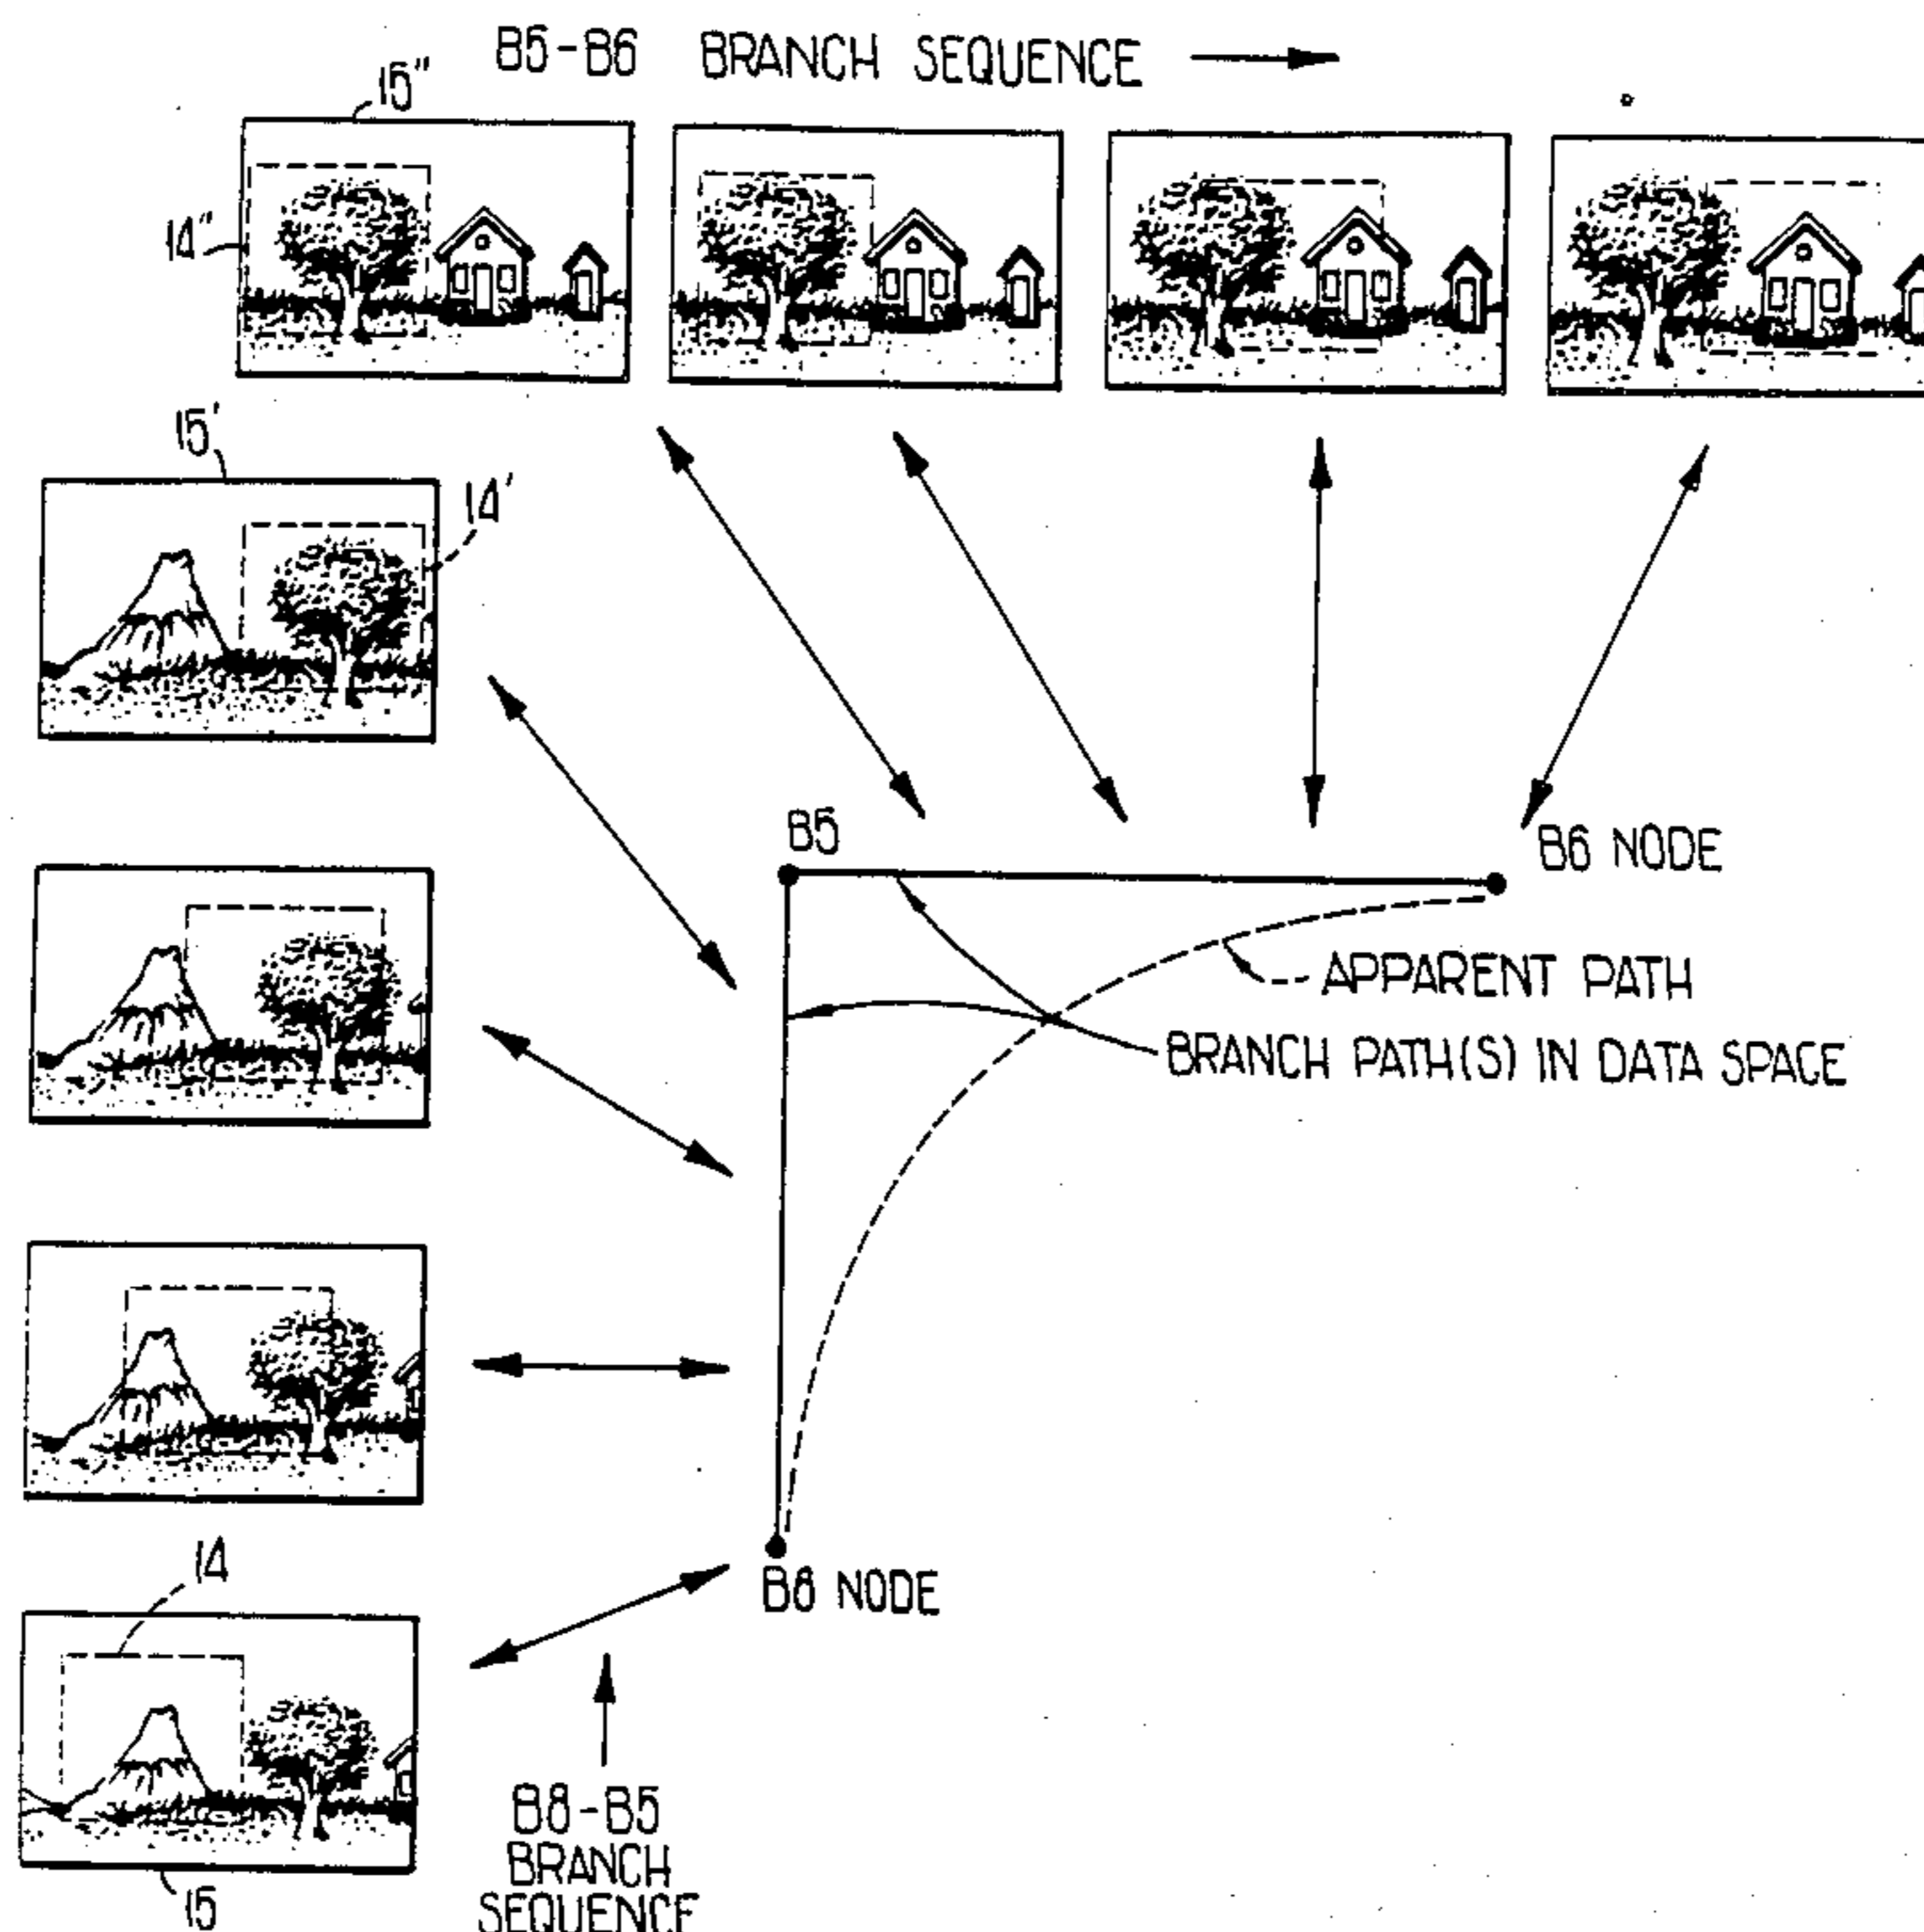 B5-B6 BRANCH SEQUENCE
15"
14"
15'
14'
B5
B6 NODE
APPARENT PATH
BRANCH PATH(S) IN DATA SPACE
14
B8 NODE
B8-B5
BRANCH
SEQUENCE
15